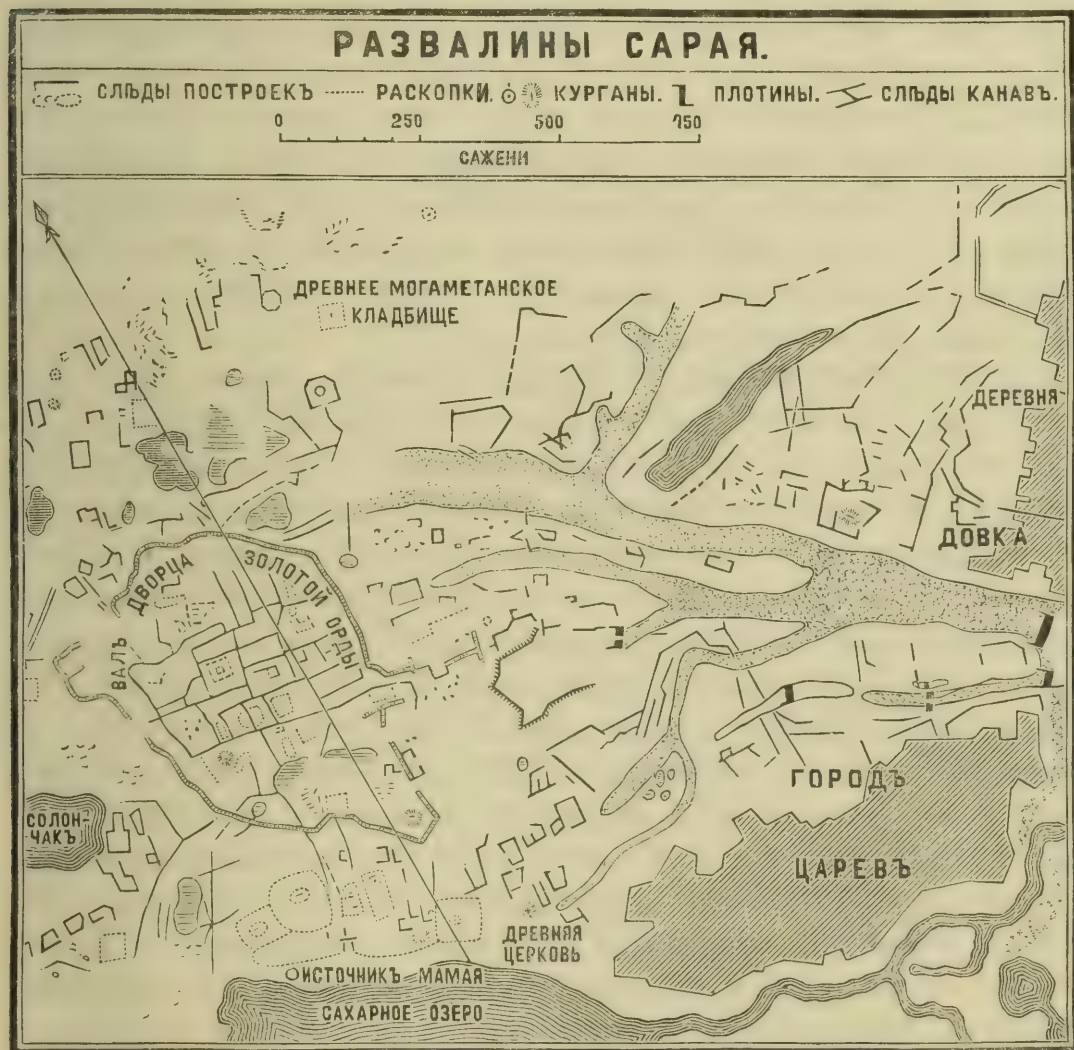 РАЗВАЛИНЫ САРАЯ.
СЛѢДЫ ПОСТРОЕКЪ РАСКОПКИ. КУРГАНЫ. ПЛОТИНЫ. СЛѢДЫ КАНАВЪ.
0 250 500 750
САЖЕНИ
ДРЕВНЕЕ МОГАМЕТАНСКОЕ
КЛАДБИЩЕ
ДЕРЕВНЯ
ДОВКА
ВАЛЪ ДВОРЦА ЗОЛОТОЙ ОРДЫ
ГОРОДЪ
ЦАРЕВЪ
СОЛОН-
ЧАКЪ
ДРЕВНЯЯ
ЦЕРКОВЬ
ИСТОЧНИКЪ МАМАЯ
САХАРНОЕ ОЗЕРО